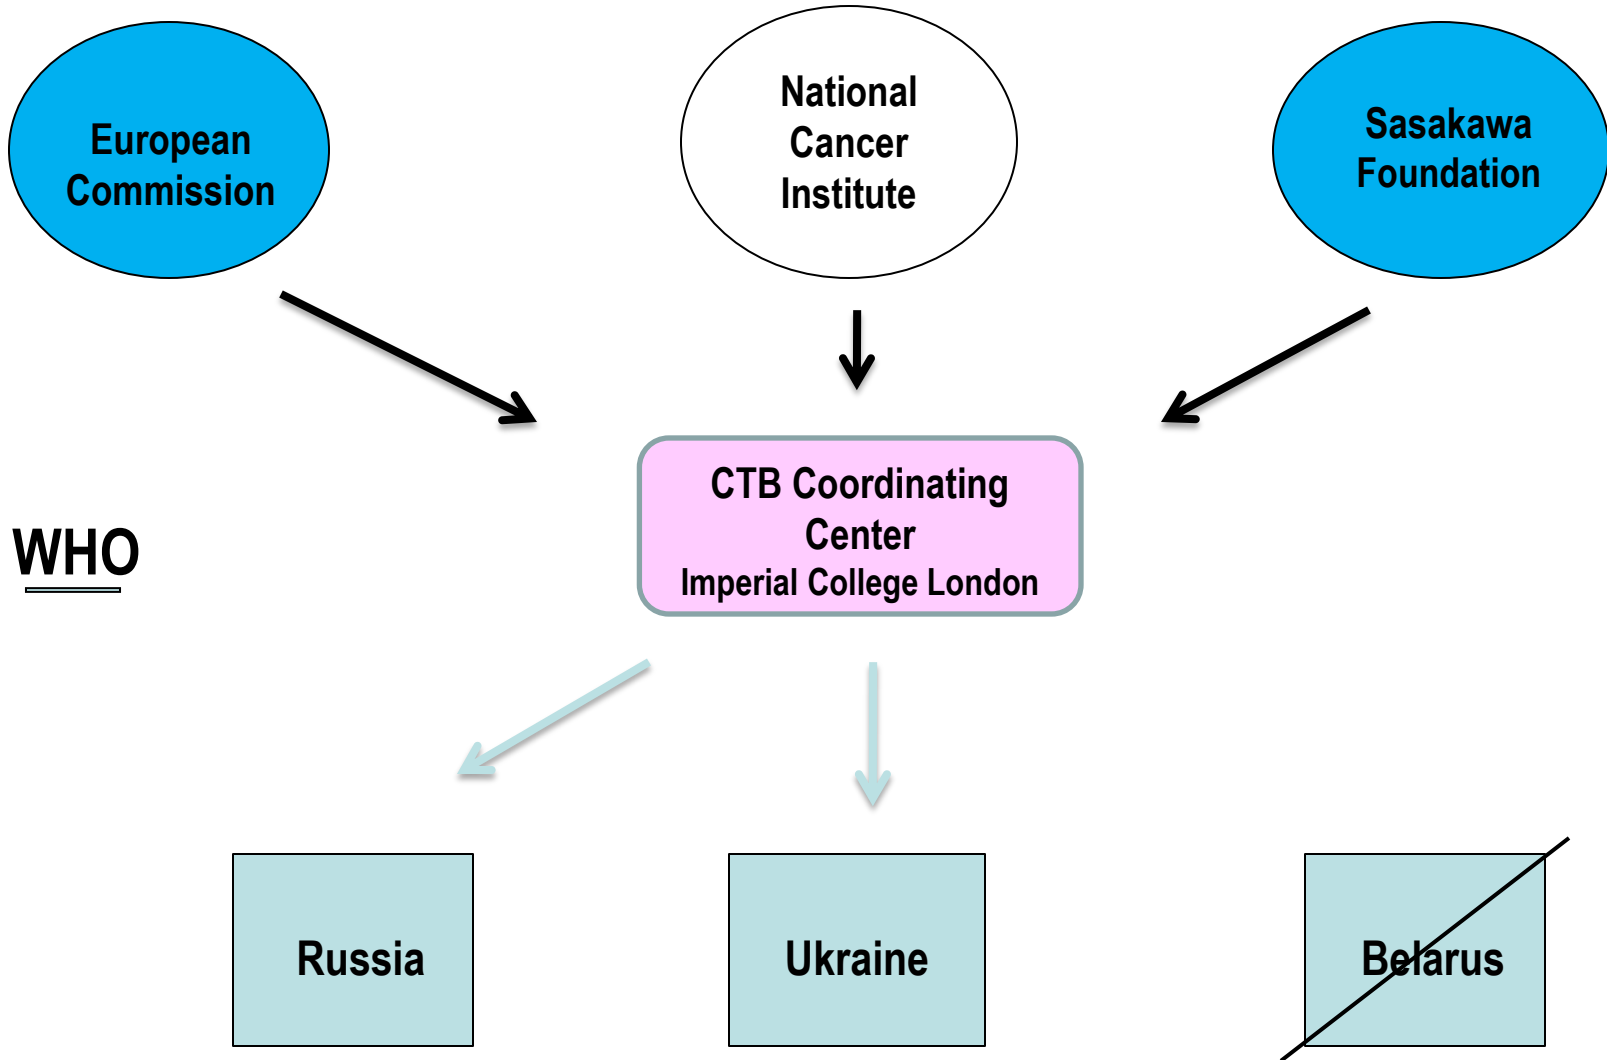 European
Commission
National
Cancer
Institute
Sasakawa
Foundation
CTB Coordinating
Center
Imperial College London
WHO
Russia
Ukraine
Belarus